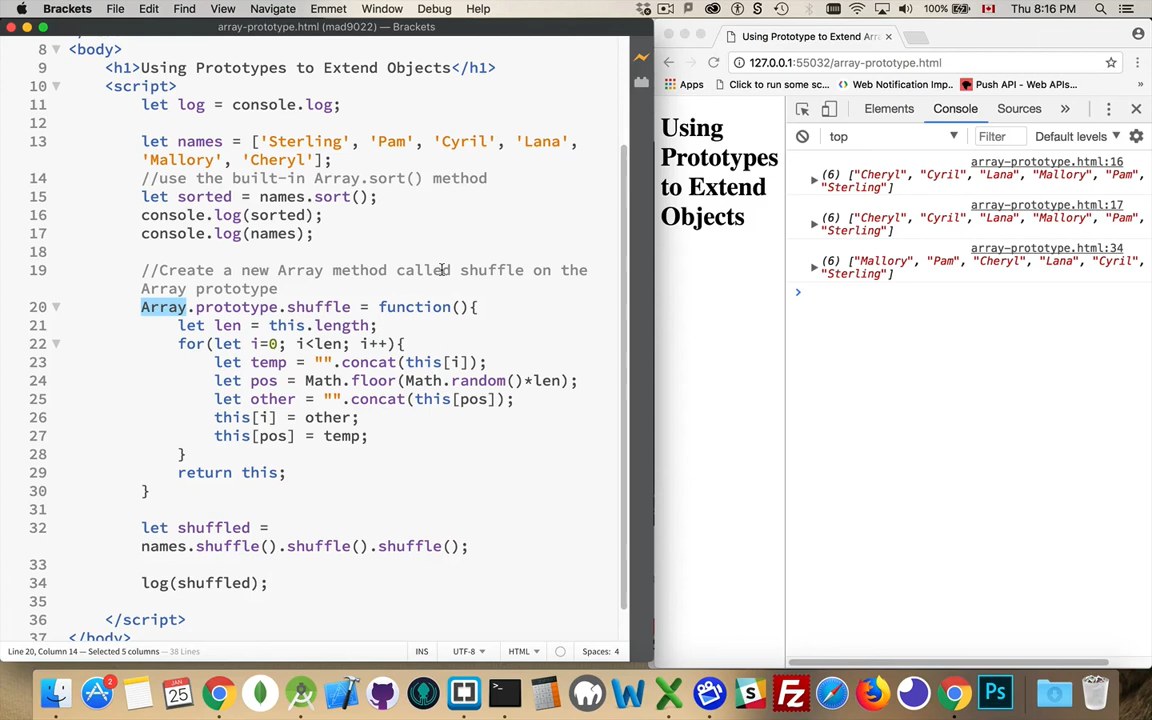 Brackets File Edit Find View Navigate Emmet Window Debug Help 100% Thu 8:16 PM
array-prototype.html (mad9022) — Brackets
8 <body>
9 <h1>Using Prototypes to Extend Objects</h1>
10 <script>
11 let log = console.log;
12
13 let names = ['Sterling', 'Pam', 'Cyril', 'Lana',
'Mallory', 'Cheryl'];
14 //use the built-in Array.sort() method
15 let sorted = names.sort();
16 console.log(sorted);
17 console.log(names);
18
19 //Create a new Array method called shuffle on the
Array prototype
20 Array.prototype.shuffle = function(){
21 let len = this.length;
22 for(let i=0; i<len; i++){
23 let temp = "".concat(this[i]);
24 let pos = Math.floor(Math.random()*len);
25 let other = "".concat(this[pos]);
26 this[i] = other;
27 this[pos] = temp;
28 }
29 return this;
30 }
31
32 let shuffled =
names.shuffle().shuffle().shuffle();
33
34 log(shuffled);
35
36 </script>
37 </body>
Line 20, Column 14 — Selected 5 columns — 38 Lines INS UTF-8 HTML Spaces: 4
Using Prototype to Extend Arra
127.0.0.1:55032/array-prototype.html
Apps Click to run some sc... Web Notification Imp.. Push API - Web APIs...
Using
Prototypes
to Extend
Objects
Elements Console Sources
top Filter Default levels
array-prototype.html:16
(6) ["Cheryl", "Cyril", "Lana", "Mallory", "Pam",
"Sterling"]
array-prototype.html:17
(6) ["Cheryl", "Cyril", "Lana", "Mallory", "Pam",
"Sterling"]
array-prototype.html:34
(6) ["Mallory", "Pam", "Cheryl", "Lana", "Cyril",
"Sterling"]
2
JAN
25
Ps